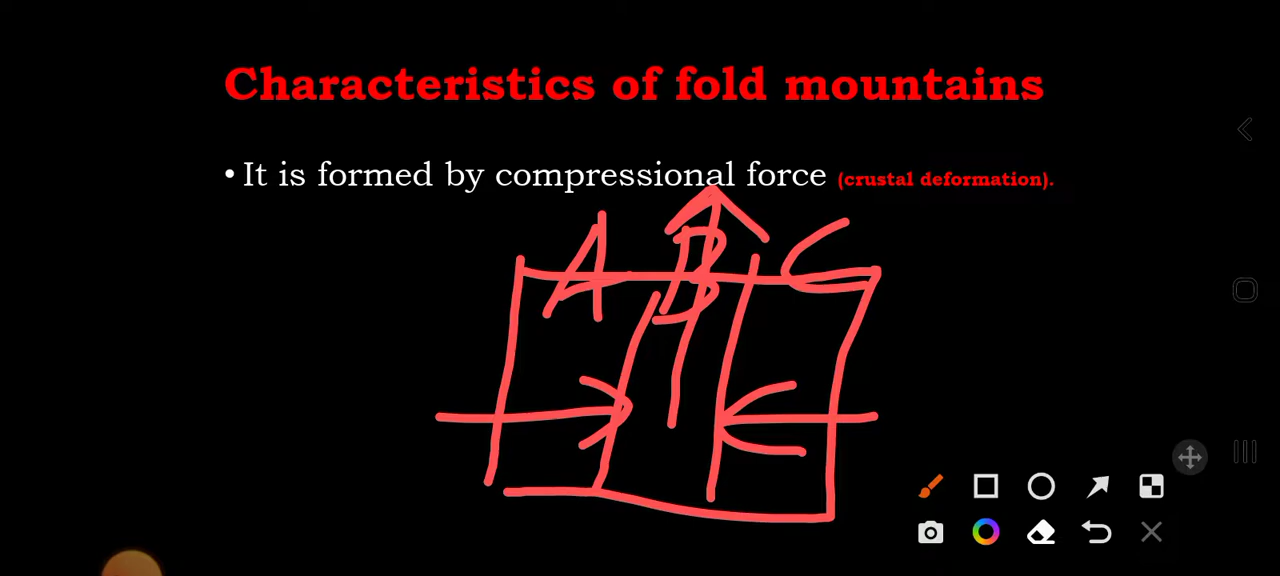 Characteristics of fold mountains
• It is formed by compressional force (crustal deformation).
A B C